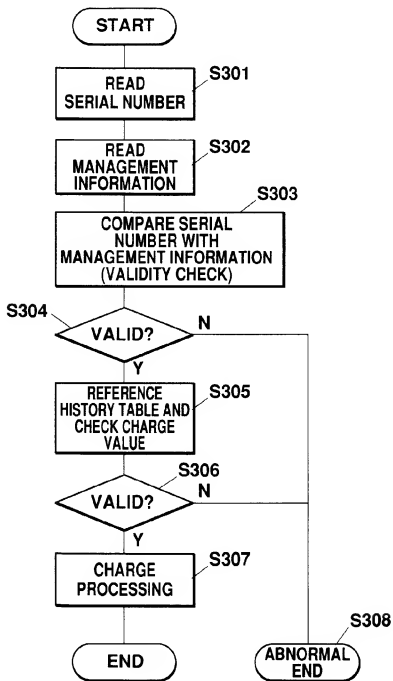 START
S301
READ
SERIAL NUMBER
S302
READ
MANAGEMENT
INFORMATION
S303
COMPARE SERIAL
NUMBER WITH
MANAGEMENT INFORMATION
(VALIDITY CHECK)
S304
VALID?
N
Y
S305
REFERENCE
HISTORY TABLE AND
CHECK CHARGE
VALUE
S306
VALID?
N
Y
S307
CHARGE
PROCESSING
S308
END
ABNORMAL
END